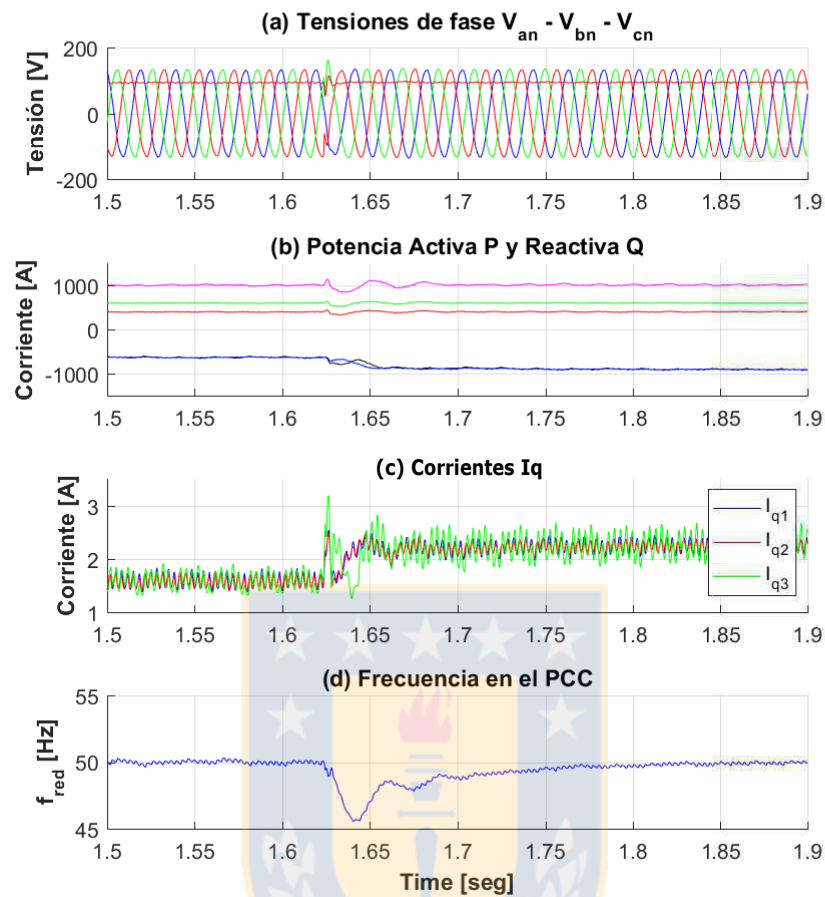 (a) Tensiones de fase V_an - V_bn - V_cn
Tensión [V]
200
0
-200
1.5 1.55 1.6 1.65 1.7 1.75 1.8 1.85 1.9
(b) Potencia Activa P y Reactiva Q
Corriente [A]
1000
0
-1000
1.5 1.55 1.6 1.65 1.7 1.75 1.8 1.85 1.9
(c) Corrientes Iq
Corriente [A]
3
2
1
I_q1
I_q2
I_q3
1.5 1.55 1.6 1.65 1.7 1.75 1.8 1.85 1.9
(d) Frecuencia en el PCC
f_red [Hz]
55
50
45
1.5 1.55 1.6 1.65 1.7 1.75 1.8 1.85 1.9
Time [seg]